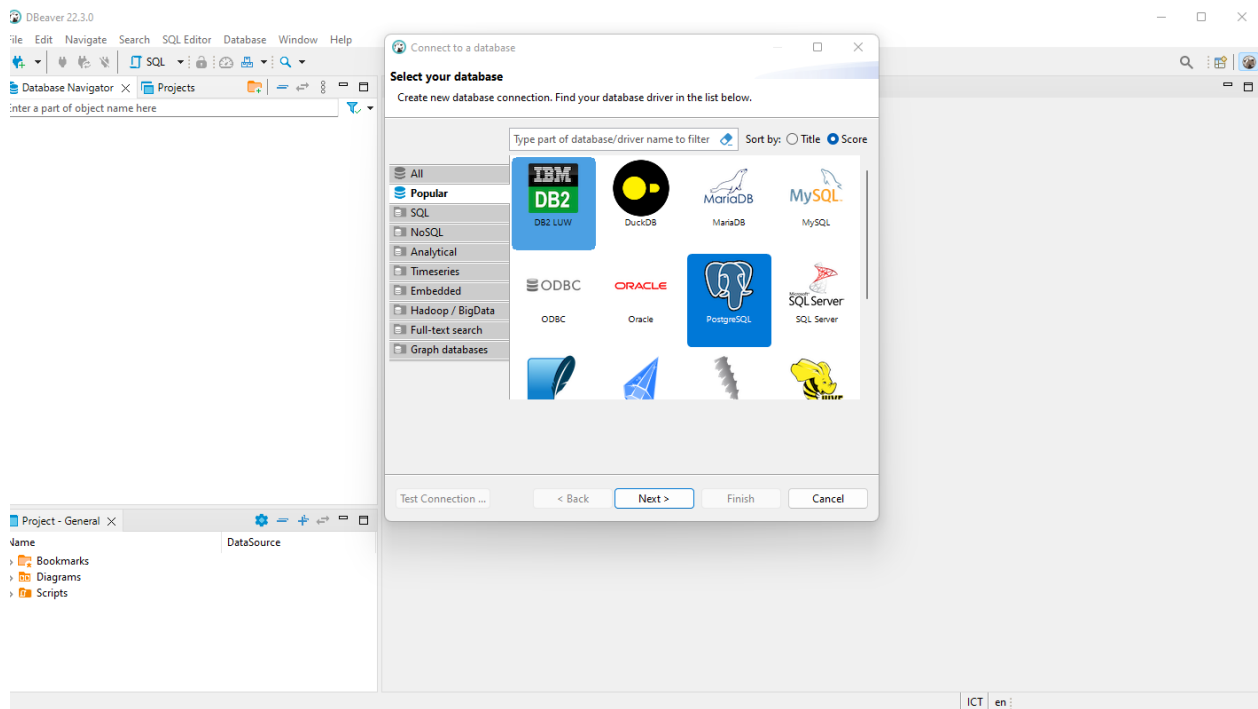 DBeaver 22.3.0
File Edit Navigate Search SQL Editor Database Window Help
SQL
Database Navigator Projects
Enter a part of object name here
Connect to a database
Select your database
Create new database connection. Find your database driver in the list below.
Type part of database/driver name to filter Sort by: Title Score
All
Popular
SQL
NoSQL
Analytical
Timeseries
Embedded
Hadoop / BigData
Full-text search
Graph databases
IBM
DB2
MariaDB
MySQL
DB2 LUW DuckDB MariaDB MySQL
ODBC ORACLE Microsoft SQL Server
ODBC Oracle PostgreSQL SQL Server
HIVE
Test Connection ... < Back Next > Finish Cancel
Project - General
Name DataSource
Bookmarks
Diagrams
Scripts
ICT en